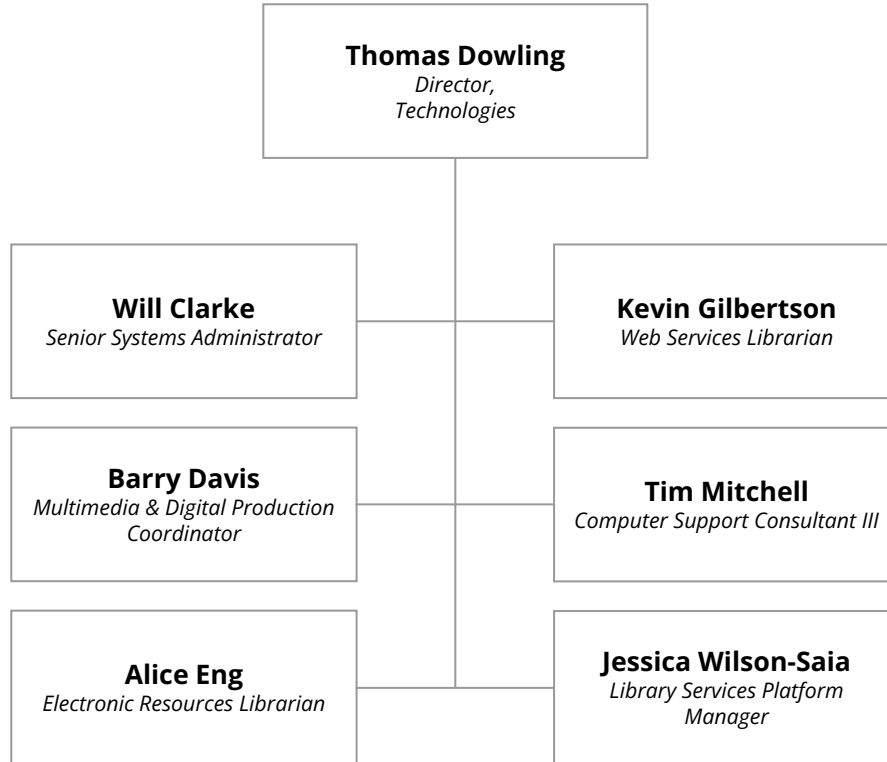 Thomas Dowling
Director,
Technologies
Will Clarke
Senior Systems Administrator
Kevin Gilbertson
Web Services Librarian
Barry Davis
Multimedia & Digital Production
Coordinator
Tim Mitchell
Computer Support Consultant III
Alice Eng
Electronic Resources Librarian
Jessica Wilson-Saia
Library Services Platform
Manager